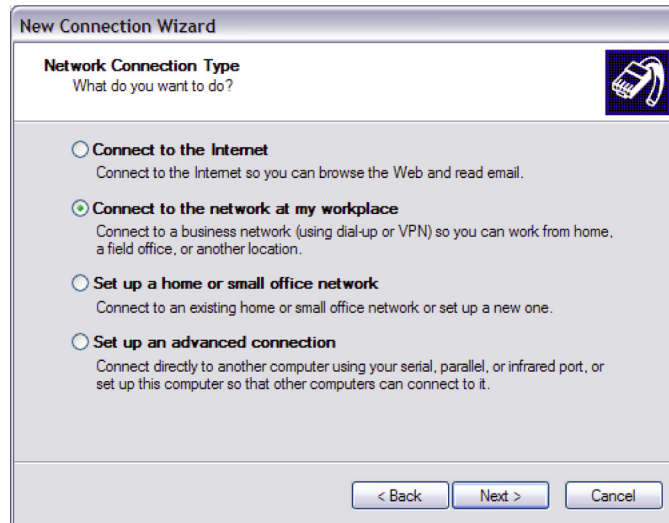 New Connection Wizard
Network Connection Type
What do you want to do?
Connect to the Internet
Connect to the Internet so you can browse the Web and read email.
Connect to the network at my workplace
Connect to a business network (using dial-up or VPN) so you can work from home,
a field office, or another location.
Set up a home or small office network
Connect to an existing home or small office network or set up a new one.
Set up an advanced connection
Connect directly to another computer using your serial, parallel, or infrared port, or
set up this computer so that other computers can connect to it.
< Back Next > Cancel